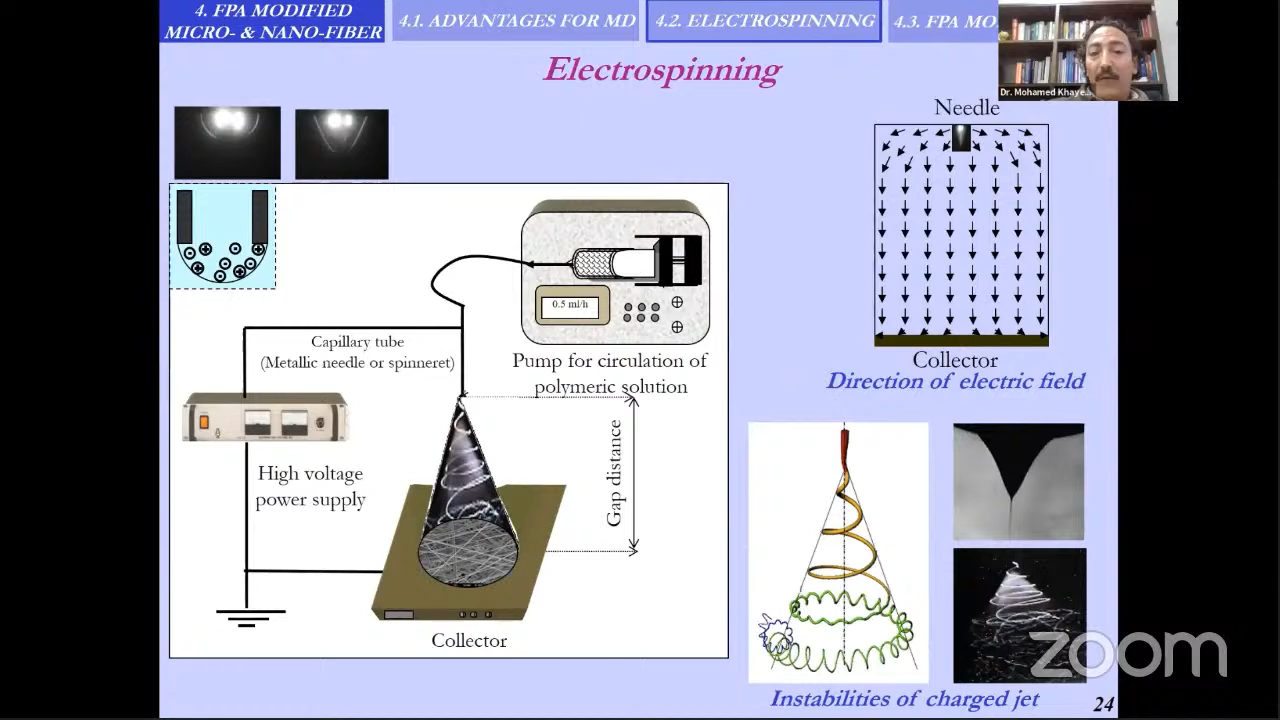 4. FPA MODIFIED
MICRO- & NANO-FIBER
4.1. ADVANTAGES FOR MD
4.2. ELECTROSPINNING
4.3. FPA MO
Electrospinning
Dr. Mohamed Khaye...
Needle
0.5 ml/h
Capillary tube
(Metallic needle or spinneret)
Pump for circulation of
polymeric solution
High voltage
power supply
Gap distance
Collector
Collector
Direction of electric field
Instabilities of charged jet
zoom
24